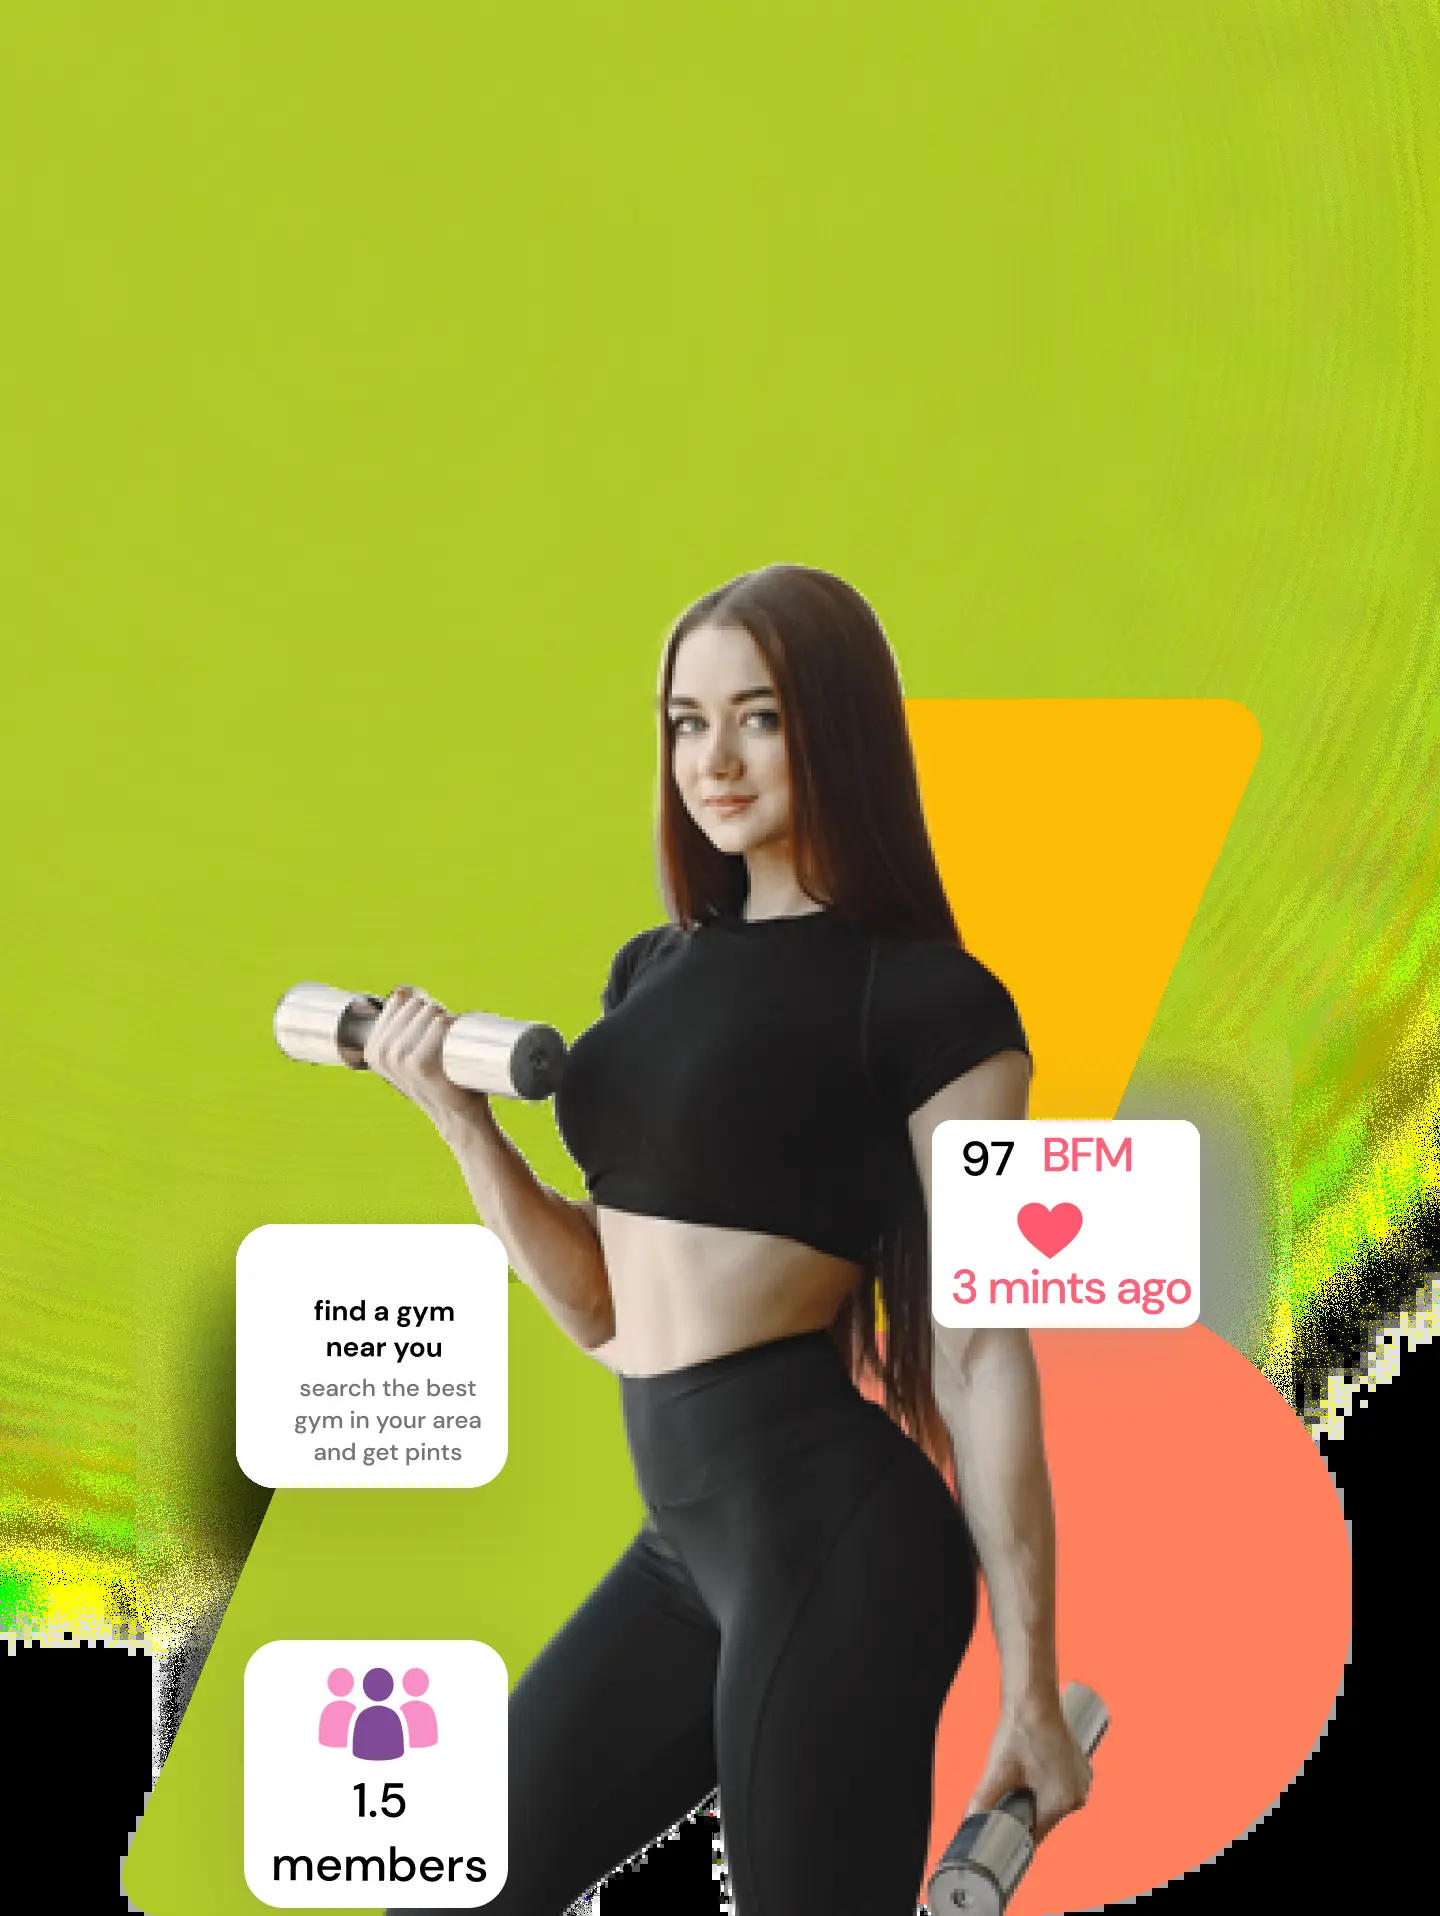 97 BFM
3 mints ago
find a gym
near you
search the best
gym in your area
and get pints
1.5
members